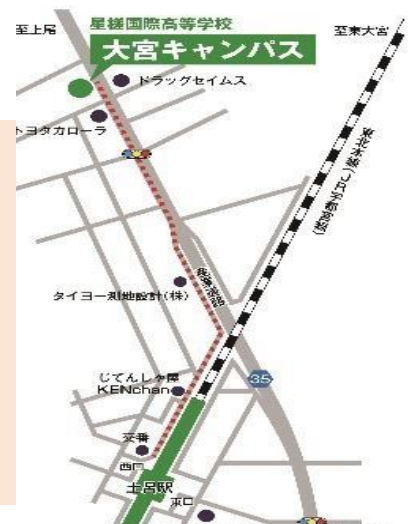 至上尾
星槎国際高等学校
大宮キャンパス
至東大宮
ドラッグセイムス
トヨタカローラ
東北本線(JR宇都宮線)
タイヨー測地設計(株)
産業道路
35
じてんしゃ屋
KENchan
交番
西口
土呂駅
東口